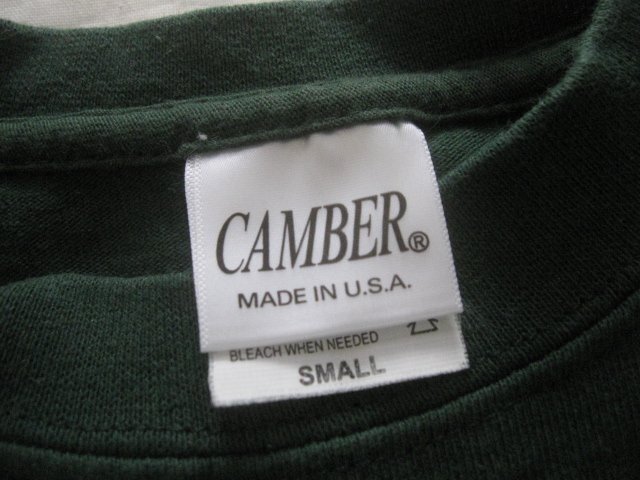 CAMBER®
MADE IN U.S.A.
BLEACH WHEN NEEDED
SMALL